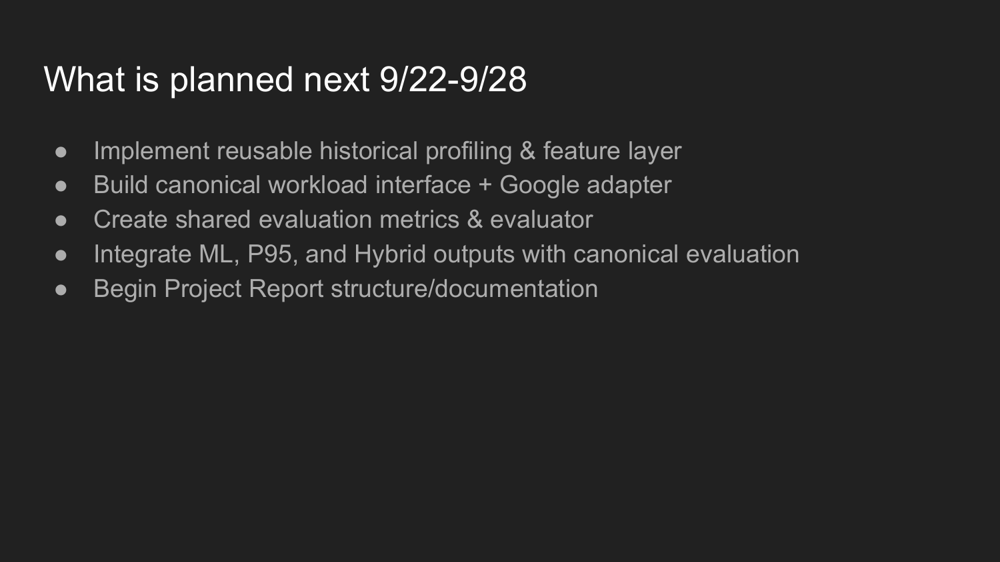 What is planned next 9/22-9/28
● Implement reusable historical profiling & feature layer
● Build canonical workload interface + Google adapter
● Create shared evaluation metrics & evaluator
● Integrate ML, P95, and Hybrid outputs with canonical evaluation
● Begin Project Report structure/documentation